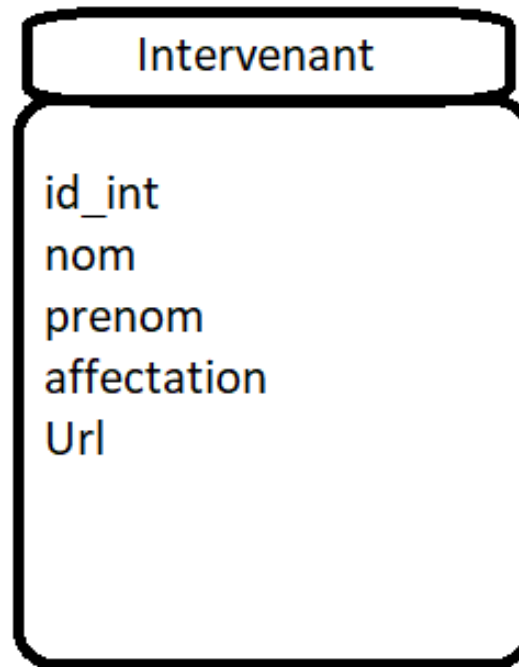 Intervenant
id_int
nom
prenom
affectation
Url